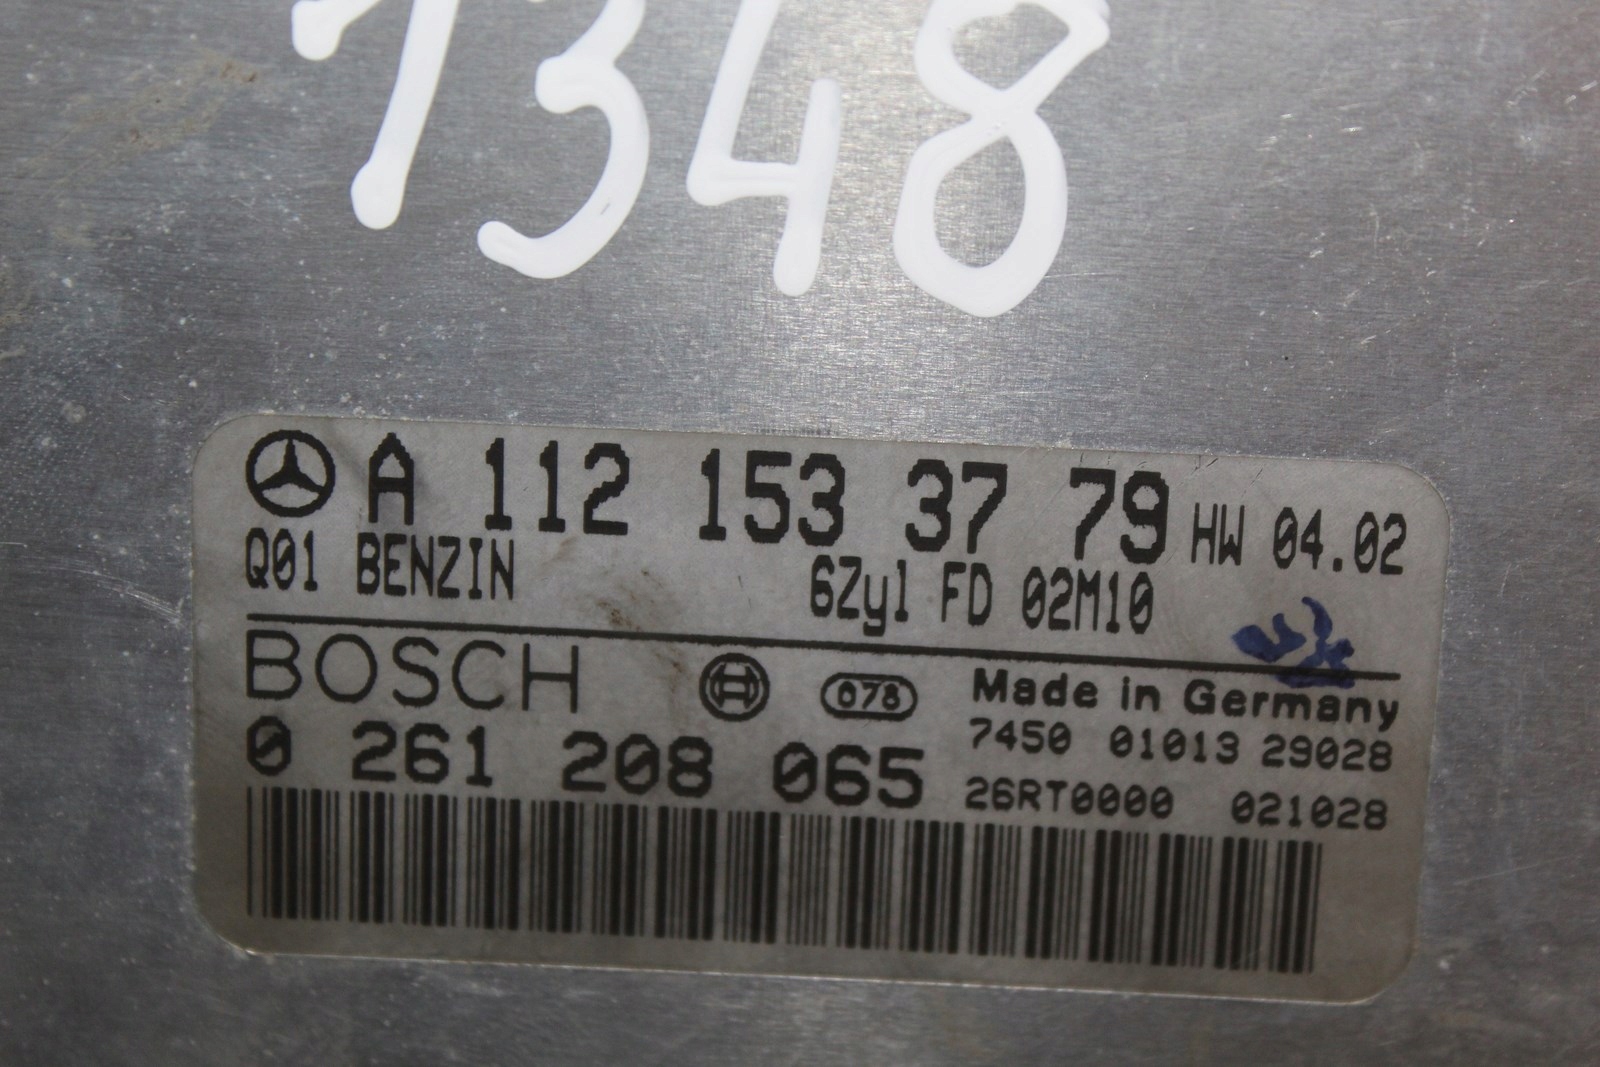 1348
A 112 153 37 79 HW 04.02
Q01 BENZIN 6Zyl FD 02M10
BOSCH 078 Made in Germany
7450 01013 29028
0 261 208 065 26RT0000 021028